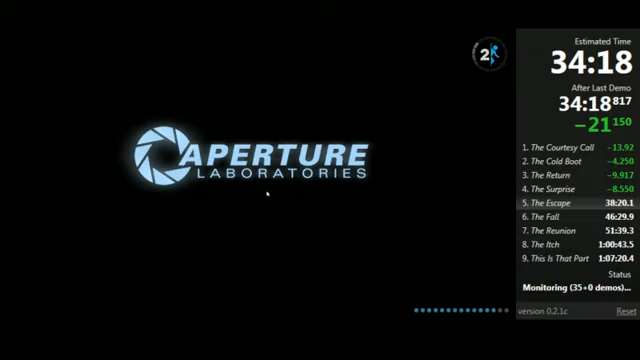 2
APERTURE
LABORATORIES
Estimated Time
34:18
After Last Demo
34:18 817
−21 150
1. The Courtesy Call −13.92
2. The Cold Boot −4.250
3. The Return −9.917
4. The Surprise −8.550
5. The Escape 38:20.1
6. The Fall 46:29.9
7. The Reunion 51:39.3
8. The Itch 1:00:43.5
9. This Is That Part 1:07:20.4
Status
Monitoring (35+0 demos)...
version 0.2.1c Reset